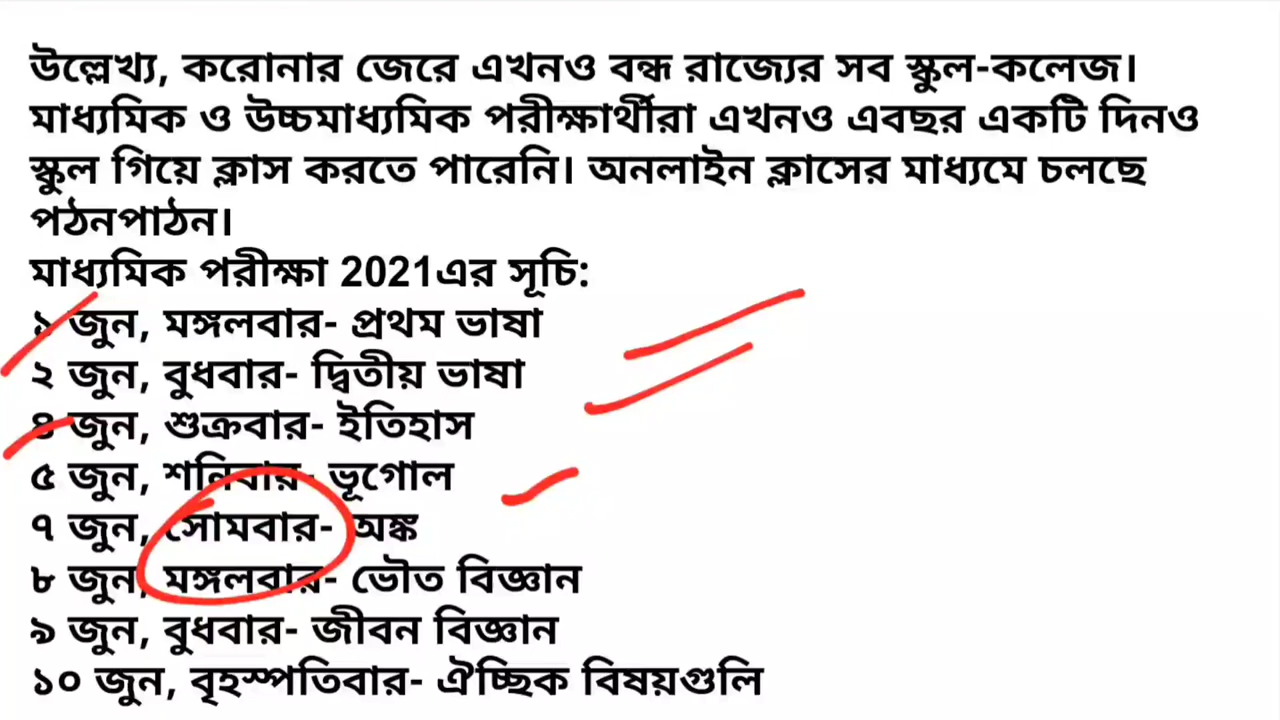 উল্লেখ্য, করোনার জেরে এখনও বন্ধ রাজ্যের সব স্কুল-কলেজ।
মাধ্যমিক ও উচ্চমাধ্যমিক পরীক্ষার্থীরা এখনও এবছর একটি দিনও
স্কুল গিয়ে ক্লাস করতে পারেনি। অনলাইন ক্লাসের মাধ্যমে চলছে
পঠনপাঠন।
মাধ্যমিক পরীক্ষা 2021এর সূচি:
১ জুন, মঙ্গলবার- প্রথম ভাষা
২ জুন, বুধবার- দ্বিতীয় ভাষা
৪ জুন, শুক্রবার- ইতিহাস
৫ জুন, শনিবার- ভূগোল
৭ জুন, সোমবার- অঙ্ক
৮ জুন, মঙ্গলবার- ভৌত বিজ্ঞান
৯ জুন, বুধবার- জীবন বিজ্ঞান
১০ জুন, বৃহস্পতিবার- ঐচ্ছিক বিষয়গুলি